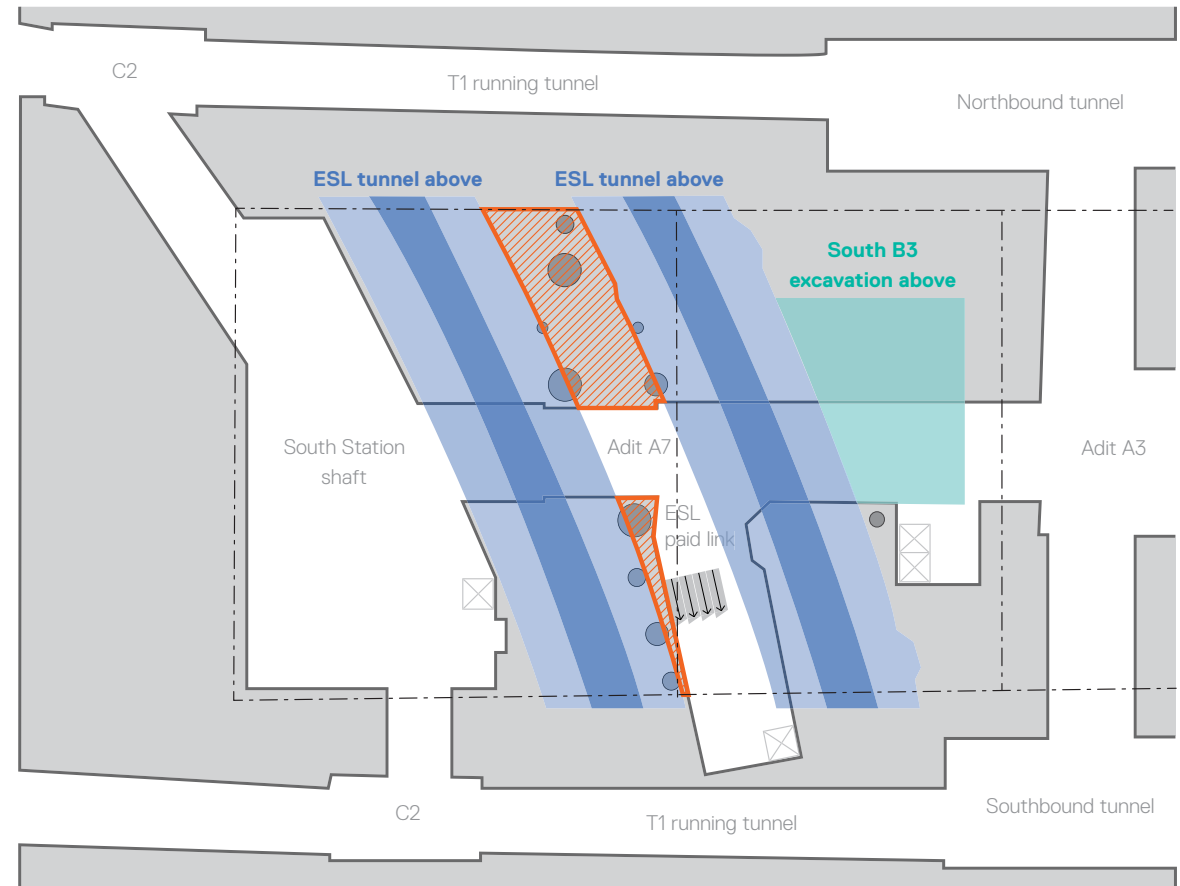 C2
T1 running tunnel
Northbound tunnel
ESL tunnel above
ESL tunnel above
South B3
excavation above
South Station
shaft
Adit A7
Adit A3
ESL
paid link
C2
T1 running tunnel
Southbound tunnel